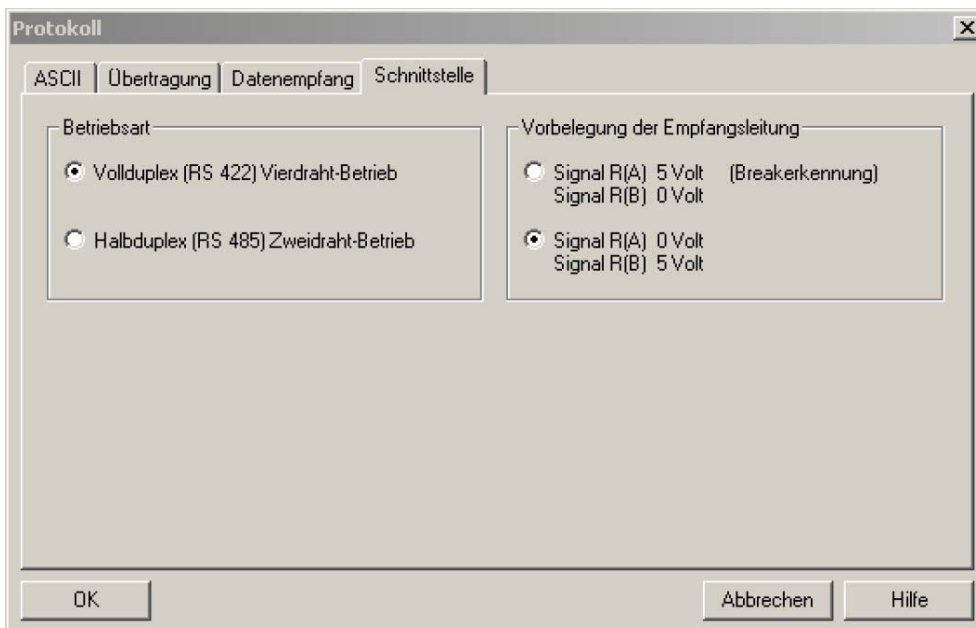 Protokoll
ASCII
Übertragung
Datenempfang
Schnittstelle
Betriebsart
Vollduplex (RS 422) Vierdraht-Betrieb
Halbduplex (RS 485) Zweidraht-Betrieb
Vorbelegung der Empfangsleitung
Signal R(A) 5 Volt (Breakerkennung)
Signal R(B) 0 Volt
Signal R(A) 0 Volt
Signal R(B) 5 Volt
OK
Abbrechen
Hilfe